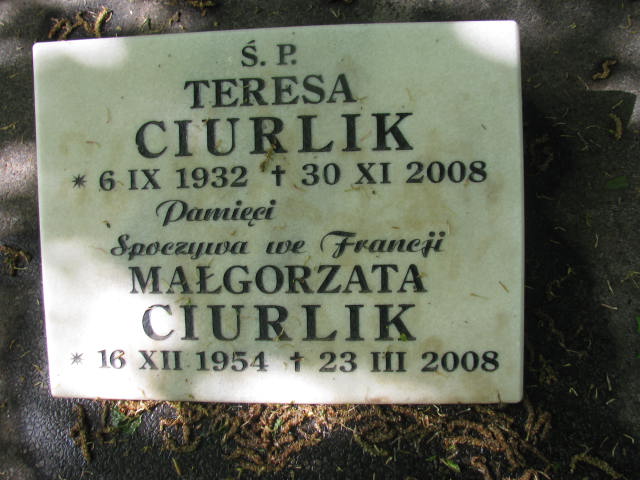 Ś. P.
TERESA
CIURLIK
* 6 IX 1932 † 30 XI 2008
Pamięci
Spoczywa we Francji
MAŁGORZATA
CIURLIK
* 16 XII 1954 † 23 III 2008